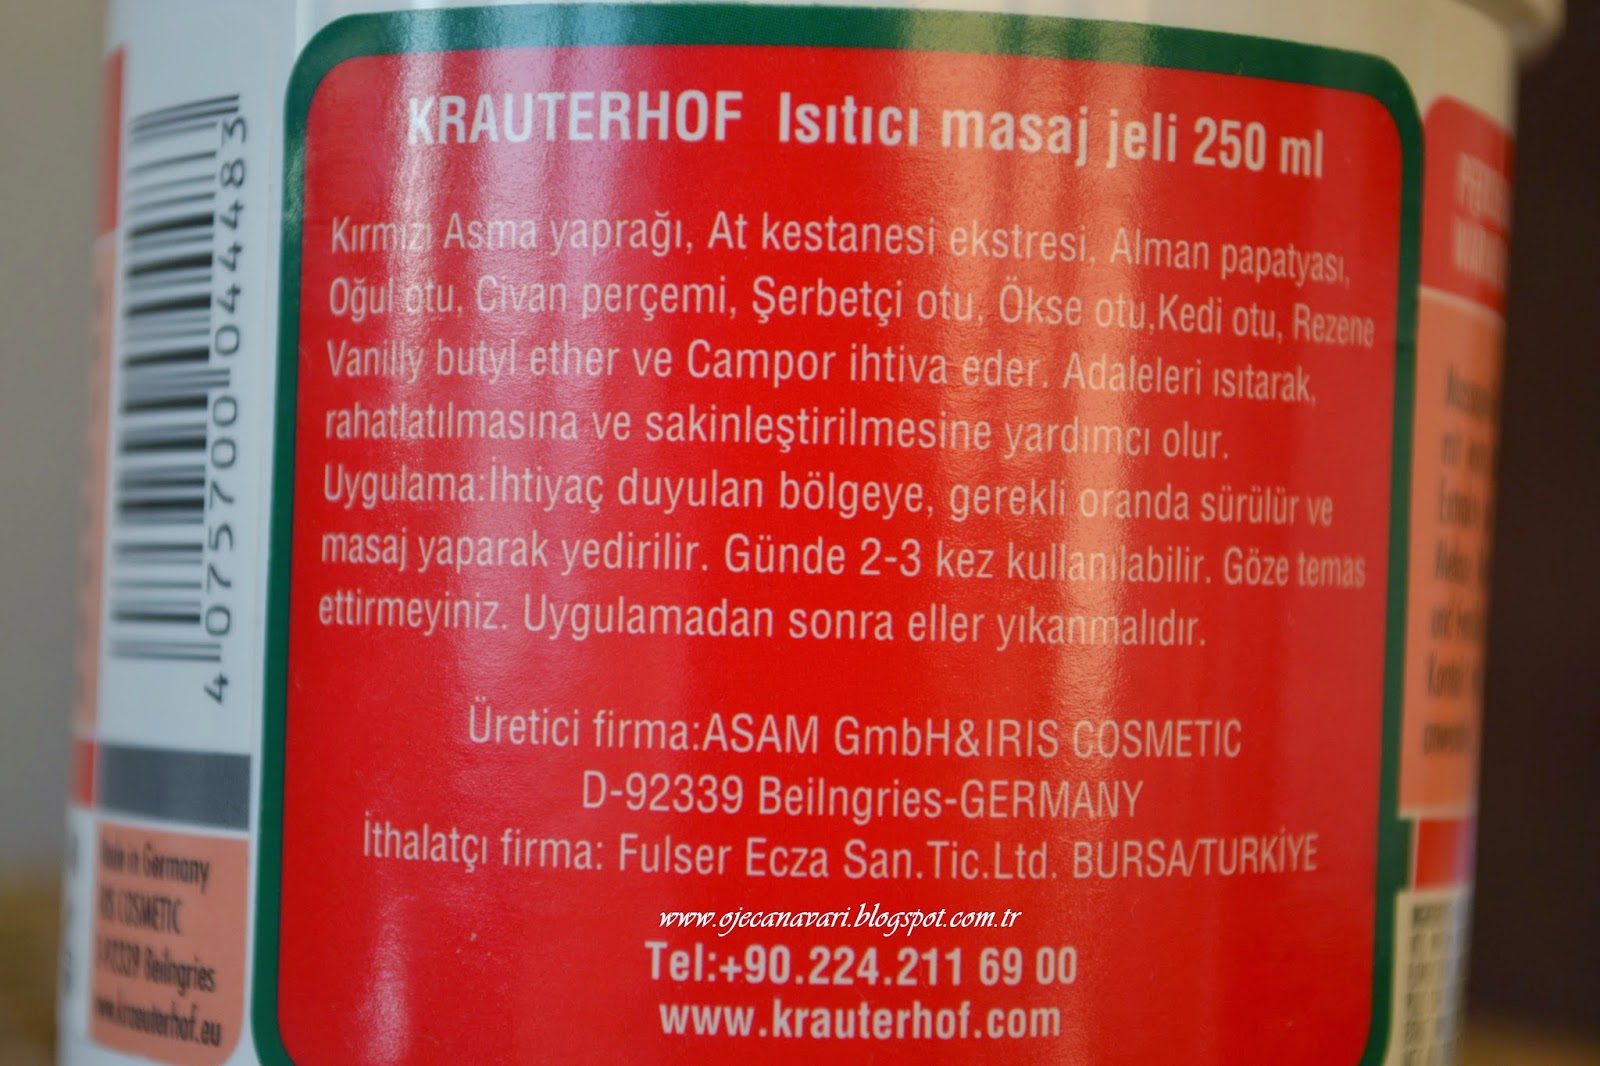 KRAUTERHOF Isıtıcı masaj jeli 250 ml
Kırmızı Asma yaprağı, At kestanesi ekstresi, Alman papatyası,
Oğul otu, Civan perçemi, Şerbetçi otu, Ökse otu,Kedi otu, Rezene
Vanilly butyl ether ve Campor ihtiva eder. Adaleleri ısıtarak,
rahatlatılmasına ve sakinleştirilmesine yardımcı olur.
Uygulama:İhtiyaç duyulan bölgeye, gerekli oranda sürülür ve
masaj yaparak yedirilir. Günde 2-3 kez kullanılabilir. Göze temas
ettirmeyiniz. Uygulamadan sonra eller yıkanmalıdır.
Üretici firma:ASAM GmbH&IRIS COSMETIC
D-92339 Beilngries-GERMANY
İthalatçı firma: Fulser Ecza San.Tic.Ltd. BURSA/TURKİYE
www.ojecanavari.blogspot.com.tr
Tel:+90.224.211 69 00
www.krauterhof.com
4 075700 044483
Made in Germany
COSMETIC
92339 Beilngries
www.krauterhof.eu